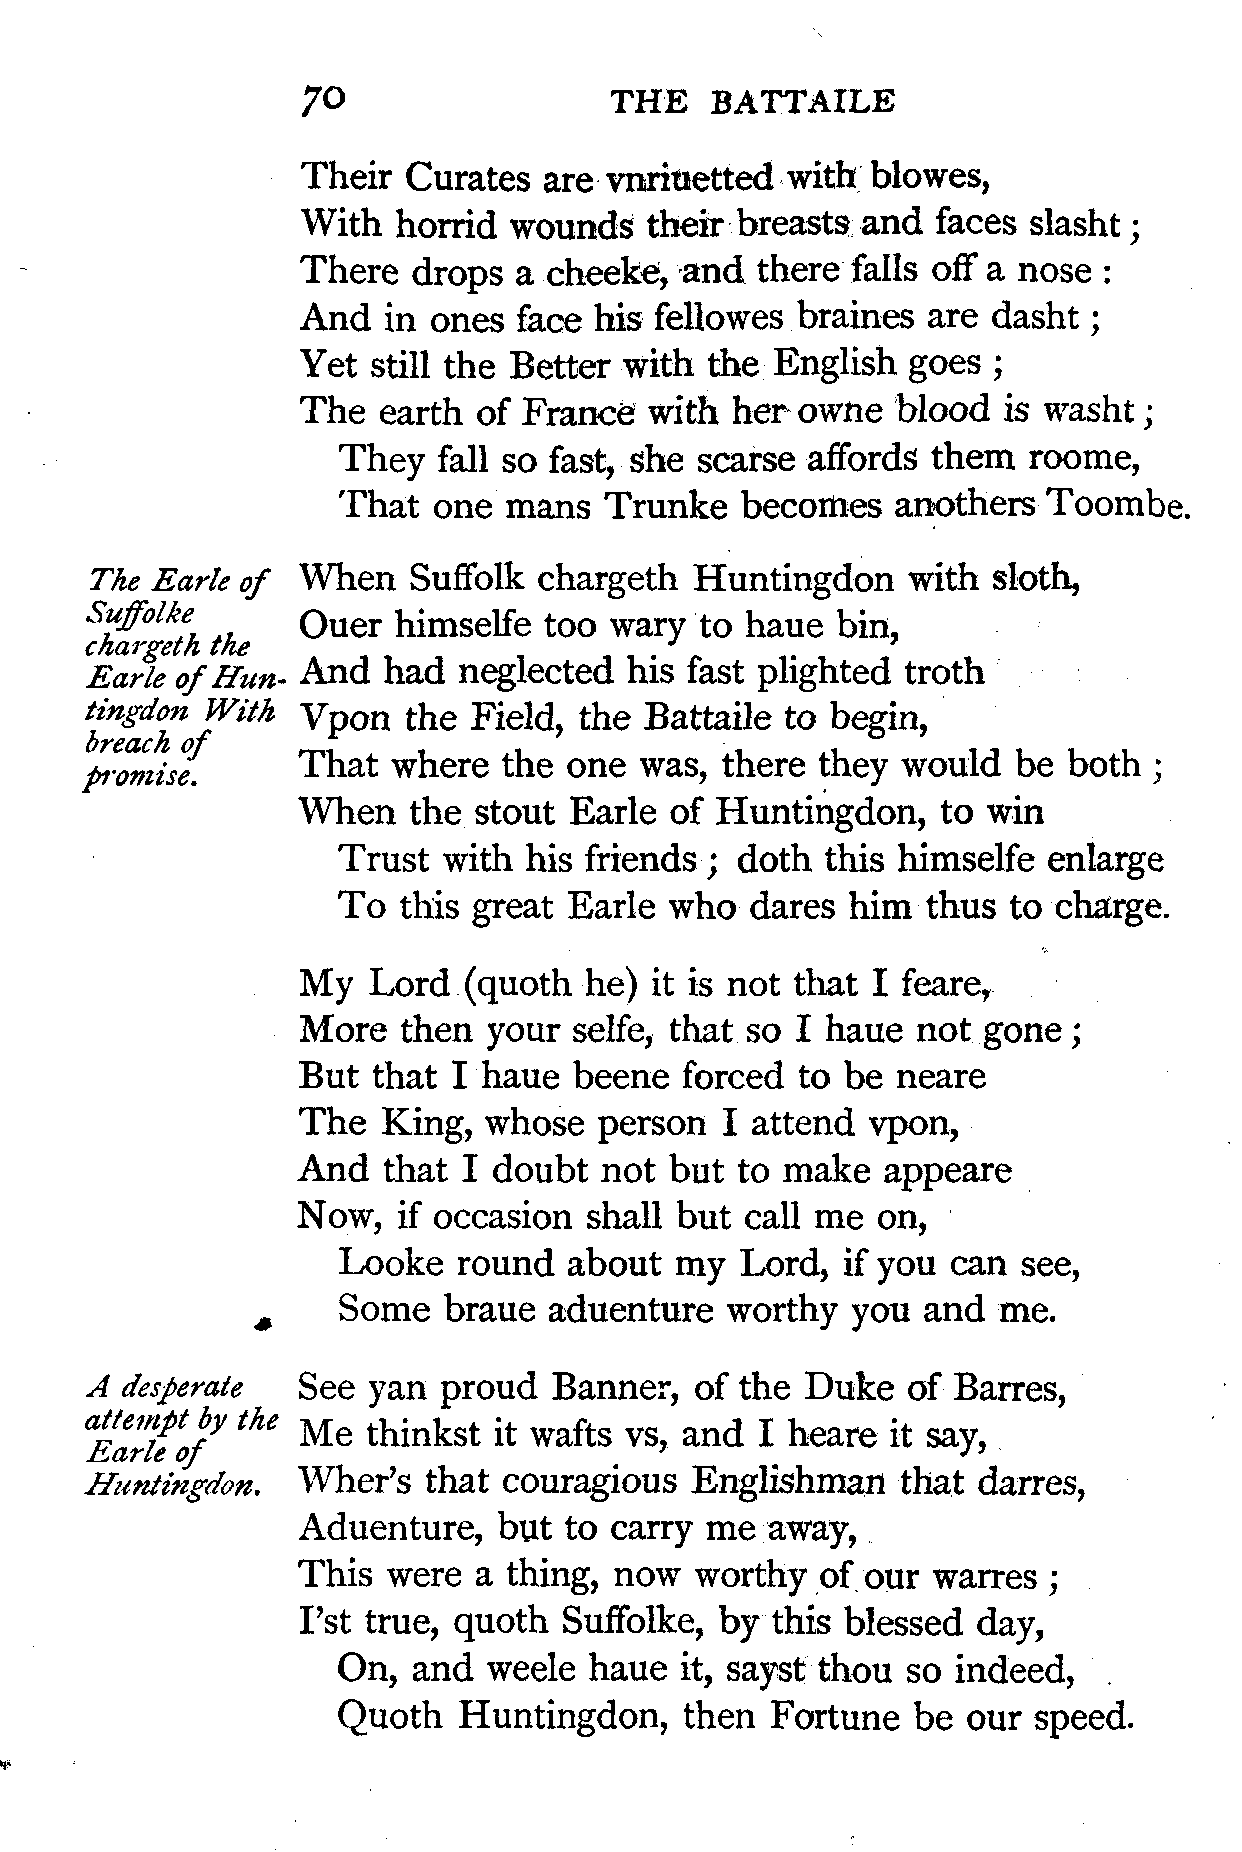 70 THE BATTAILE
Their Curates are vnriuetted with blowes,
With horrid wounds their breasts and faces slasht ;
There drops a cheeke, and there falls off a nose :
And in ones face his fellowes braines are dasht ;
Yet still the Better with the English goes ;
The earth of France with her owne blood is washt ;
They fall so fast, she scarse affords them roome,
That one mans Trunke becomes anothers Toombe.
The Earle of
Suffolke
chargeth the
Earle of Hun-
tingdon With
breach of
promise.
When Suffolk chargeth Huntingdon with sloth,
Ouer himselfe too wary to haue bin,
And had neglected his fast plighted troth
Vpon the Field, the Battaile to begin,
That where the one was, there they would be both ;
When the stout Earle of Huntingdon, to win
Trust with his friends ; doth this himselfe enlarge
To this great Earle who dares him thus to charge.
My Lord (quoth he) it is not that I feare,
More then your selfe, that so I haue not gone ;
But that I haue beene forced to be neare
The King, whose person I attend vpon,
And that I doubt not but to make appeare
Now, if occasion shall but call me on,
Looke round about my Lord, if you can see,
Some braue aduenture worthy you and me.
A desperate
attempt by the
Earle of
Huntingdon.
See yan proud Banner, of the Duke of Barres,
Me thinkst it wafts vs, and I heare it say,
Wher's that couragious Englishman that darres,
Aduenture, but to carry me away,
This were a thing, now worthy of our warres ;
I'st true, quoth Suffolke, by this blessed day,
On, and weele haue it, sayst thou so indeed,
Quoth Huntingdon, then Fortune be our speed.